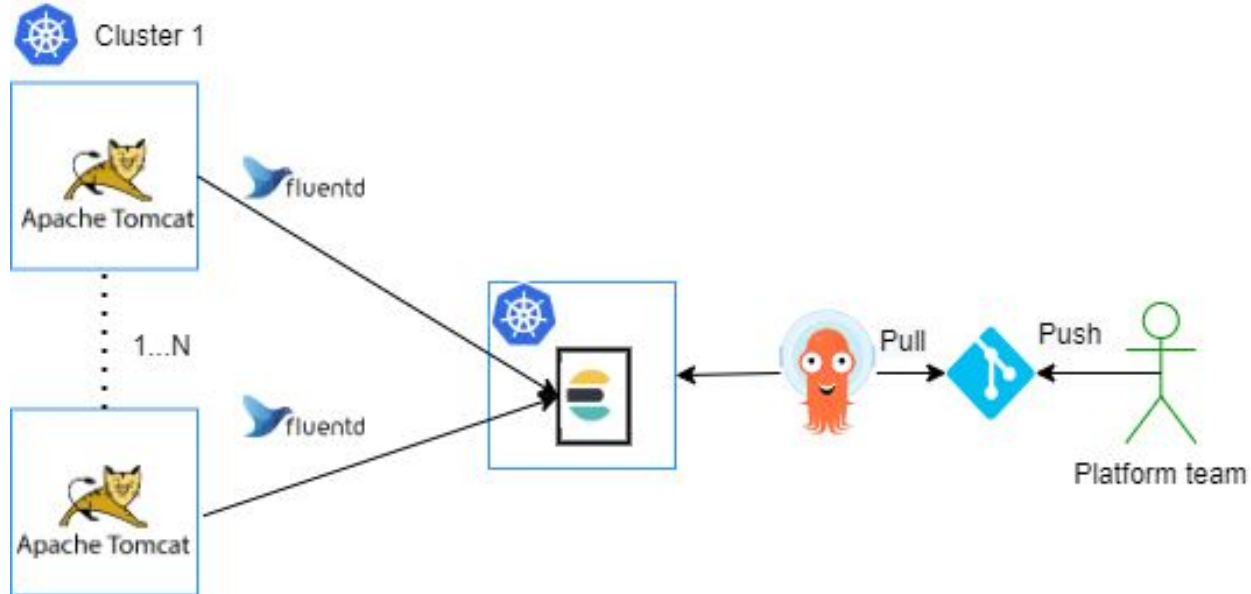 Cluster 1
Apache Tomcat
fluentd
1...N
Pull
Push
fluentd
Platform team
Apache Tomcat